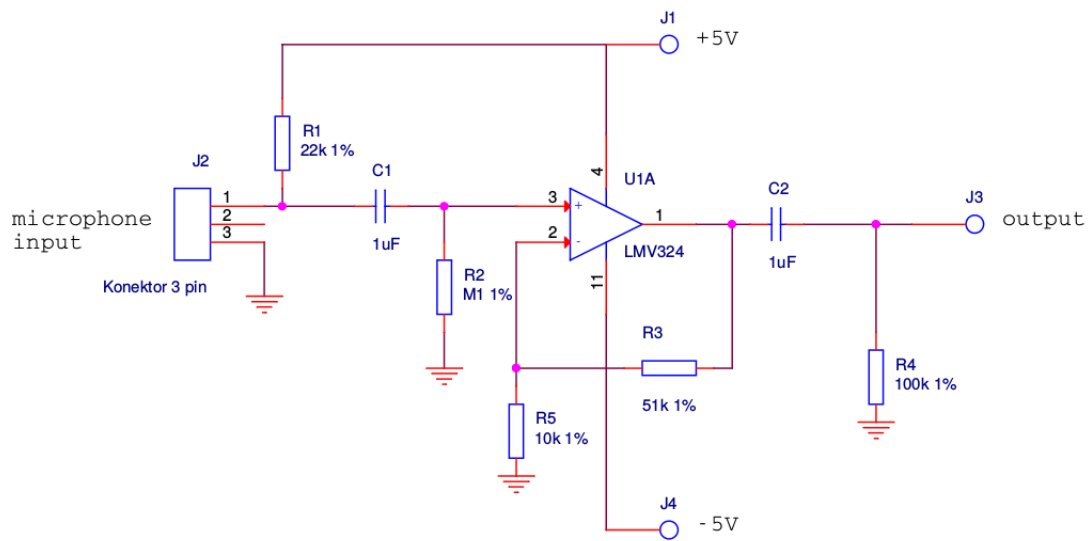 J1
+5V
R1
22k 1%
J2
1
2
3
microphone
input
Konektor 3 pin
C1
1uF
R2
M1 1%
3
+
2
-
4
11
1
U1A
LMV324
C2
1uF
J3
output
R3
51k 1%
R4
100k 1%
R5
10k 1%
J4
-5V